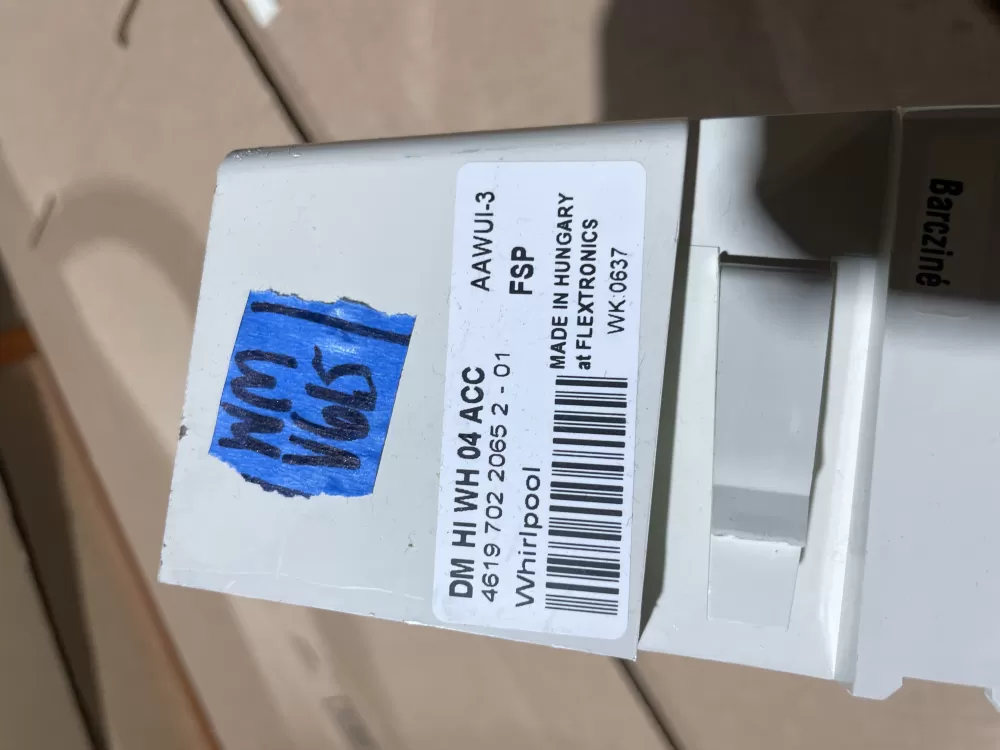 DM HI WH 04 ACC AAWUI-3
4619 702 2065 2 - 01
Whirlpool FSP
MADE IN HUNGARY
at FLEXTRONICS
WK:0637
WM
V615
Barcziné